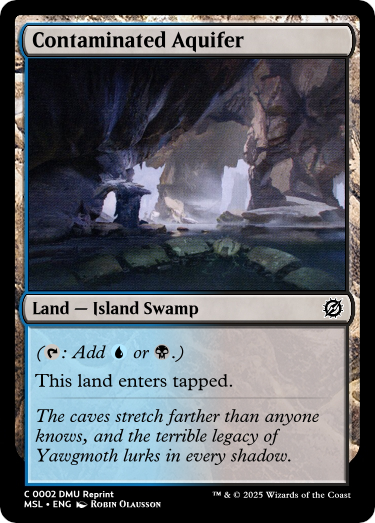 Contaminated Aquifer
Land — Island Swamp
(: Add or .)
This land enters tapped.
The caves stretch farther than anyone
knows, and the terrible legacy of
Yawgmoth lurks in every shadow.
C 0002 DMU Reprint
MSL • ENG Robin Olausson
™ & © 2025 Wizards of the Coast